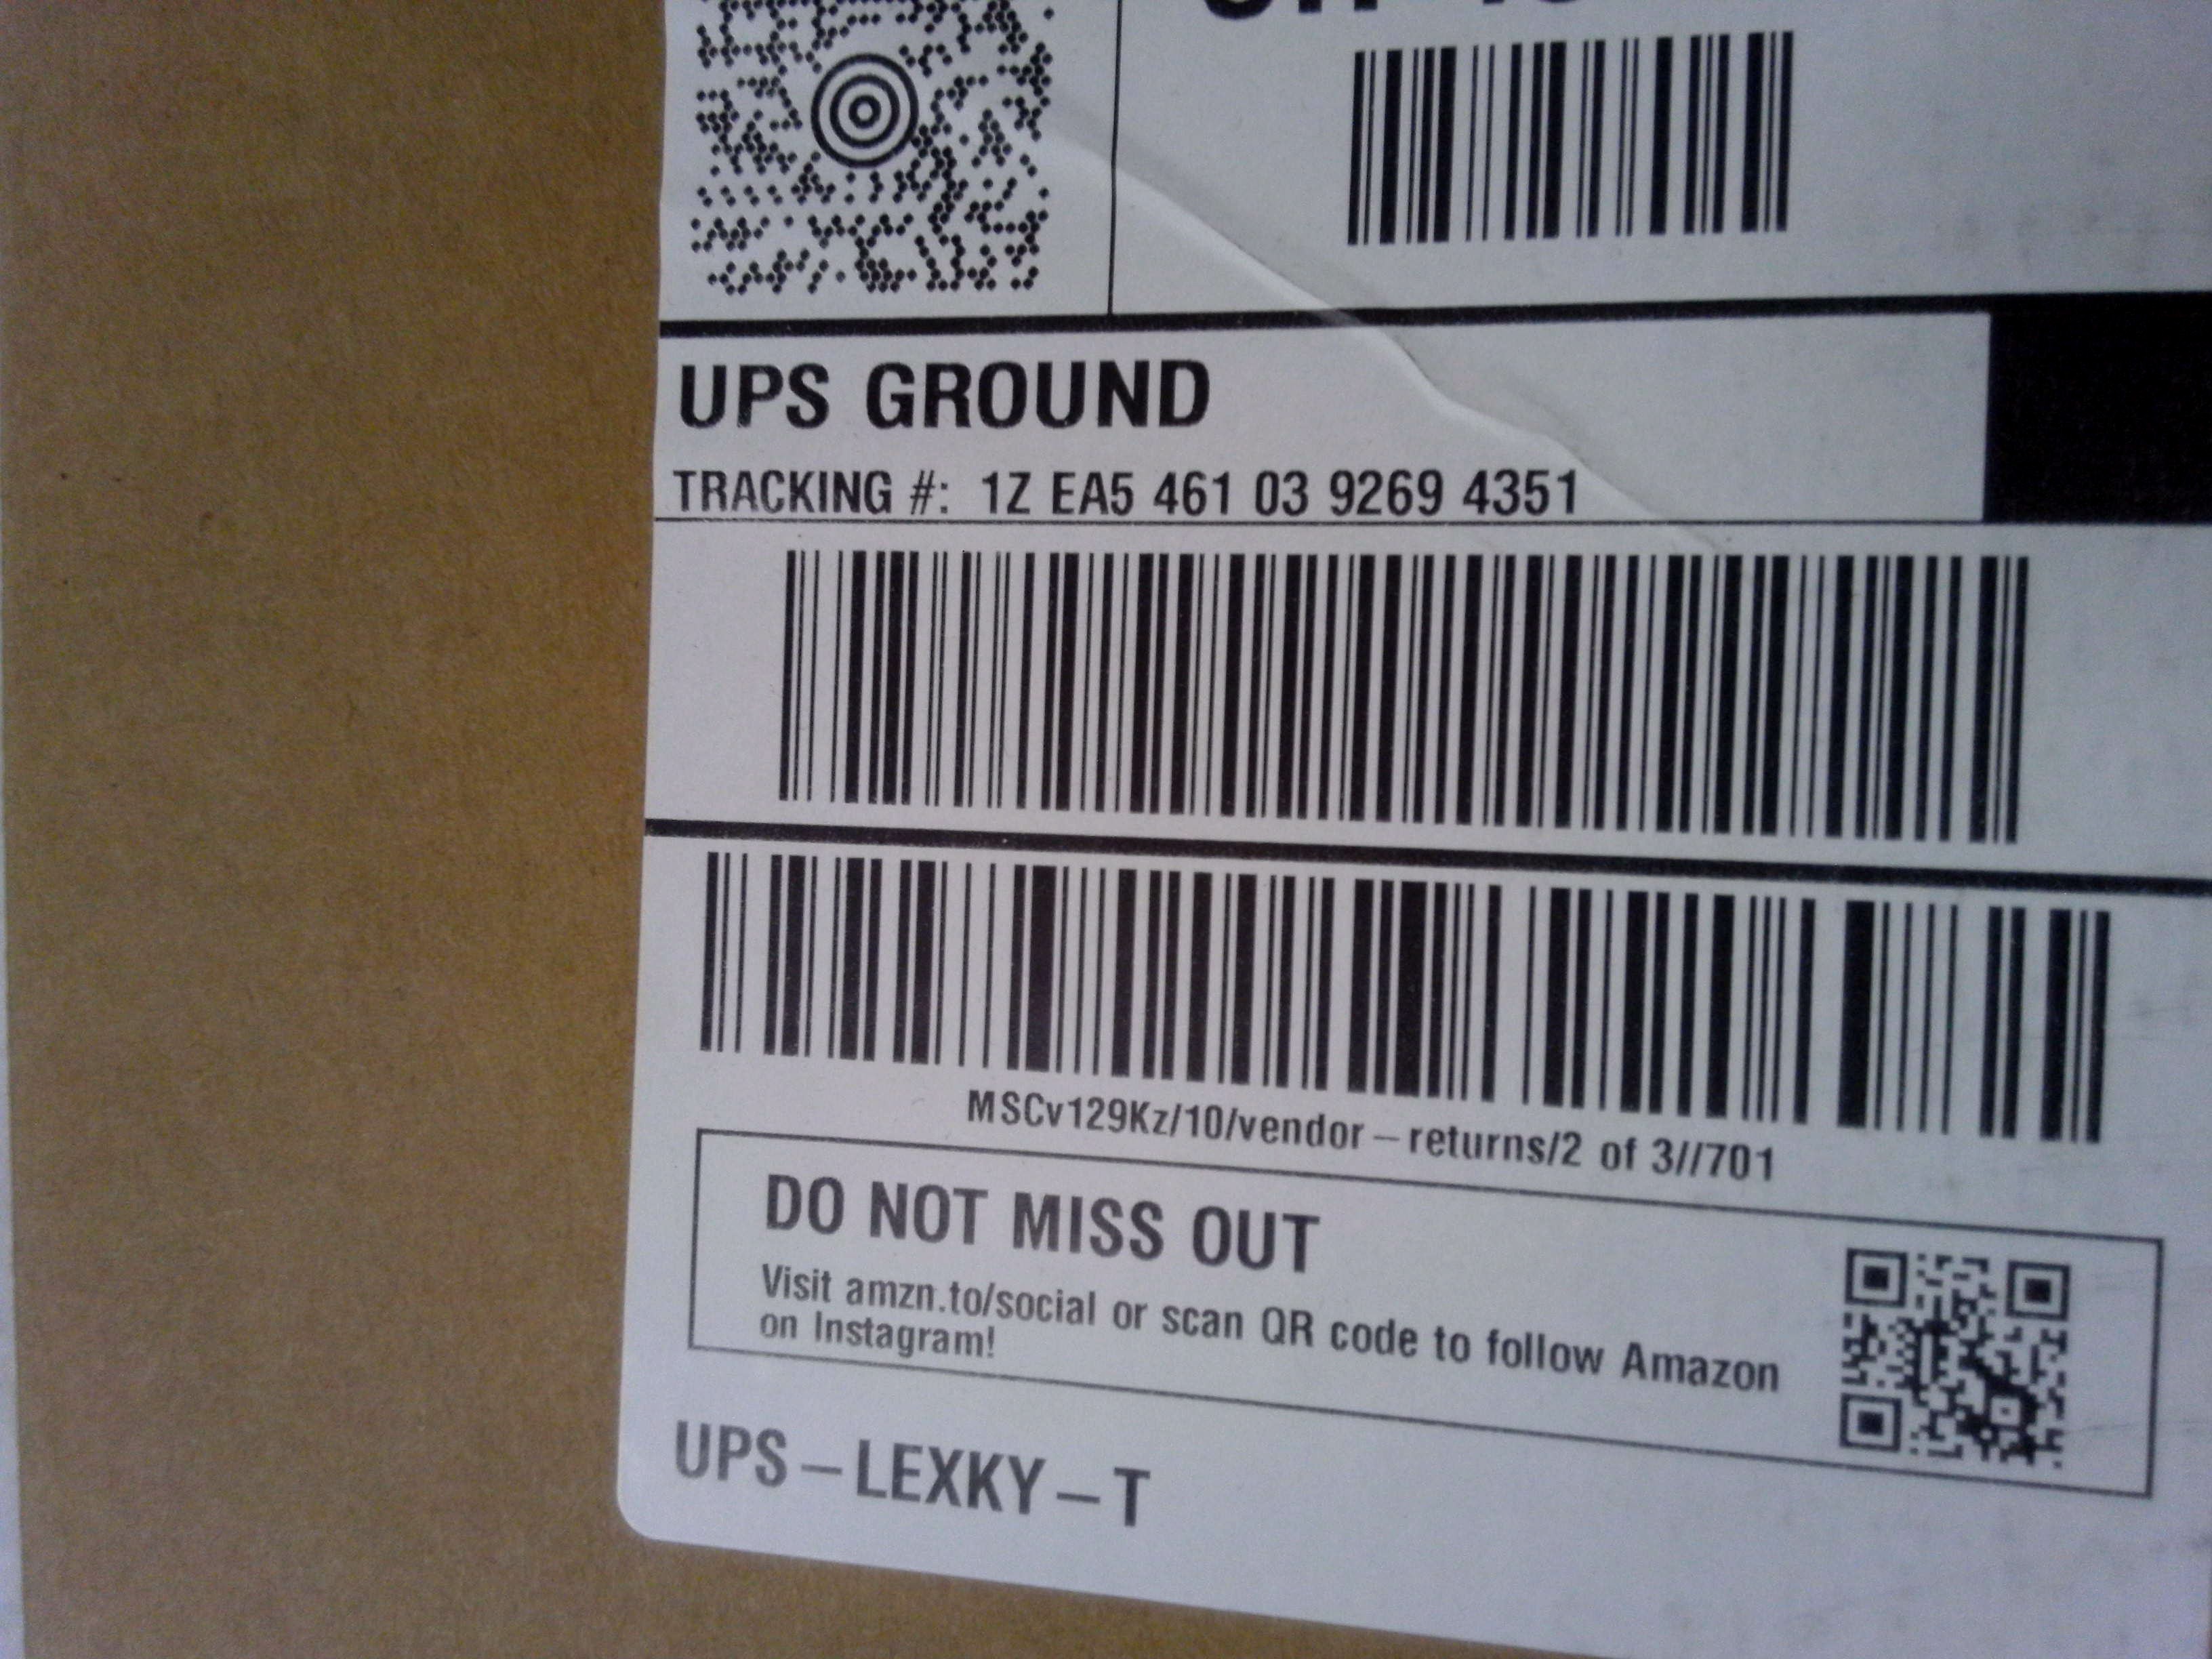 UPS GROUND
TRACKING #: 1Z EA5 461 03 9269 4351
MSCv129Kz/10/vendor-returns/2 of 3//701
DO NOT MISS OUT
Visit amzn.to/social or scan QR code to follow Amazon
on Instagram!
UPS-LEXKY-T